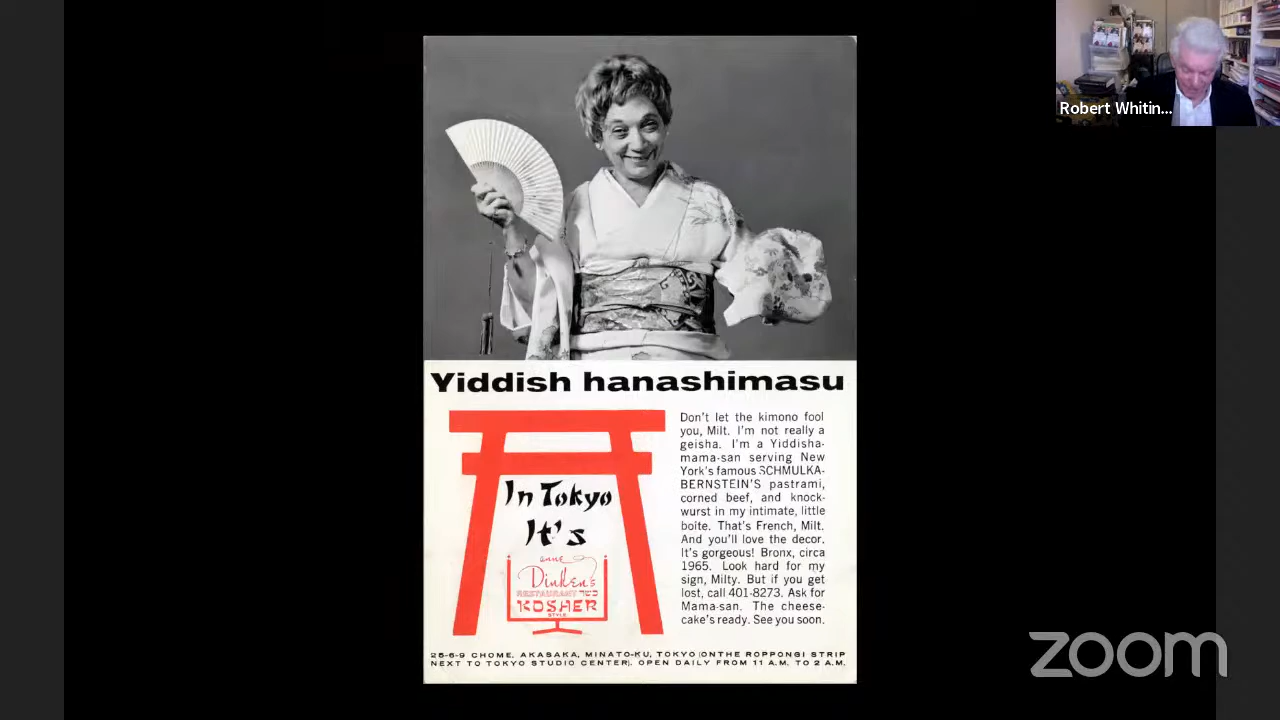 Robert Whitin...
Yiddish hanashimasu
Don't let the kimono fool
you, Milt. I'm not really a
geisha. I'm a Yiddisha-
mama-san serving New
York's famous SCHMULKA-
BERNSTEIN'S pastrami,
corned beef, and knock-
wurst in my intimate, little
boite. That's French, Milt.
And you'll love the decor.
It's gorgeous! Bronx, circa
1965. Look hard for my
sign, Milty. But if you get
lost, call 401-8273. Ask for
Mama-san. The cheese-
cake's ready. See you soon.
In Tokyo
It's
anne
Dinken's
RESTAURANT כשר
KOSHER
STYLE
25-6-9 CHOME, AKASAKA, MINATO-KU, TOKYO (ON THE ROPPONGI STRIP
NEXT TO TOKYO STUDIO CENTER). OPEN DAILY FROM 11 A.M. TO 2 A.M.
zoom